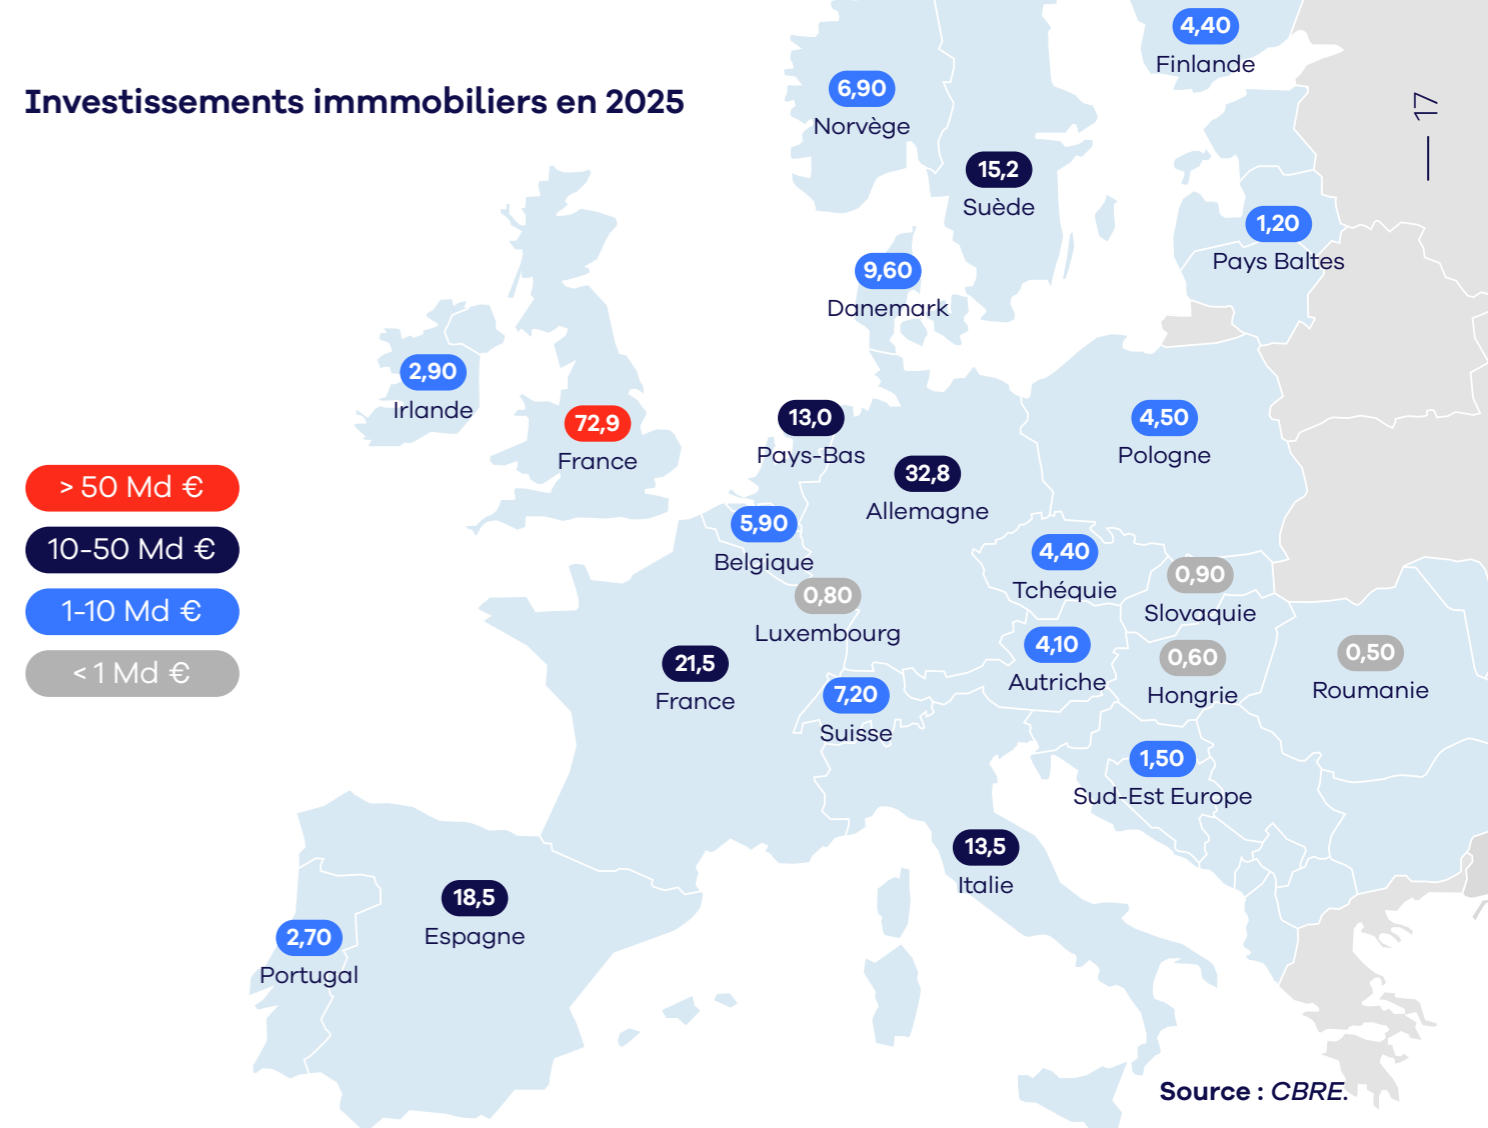 4,40
Finlande
Investissements immmobiliers en 2025
6,90
Norvège
17
15,2
Suède
1,20
Pays Baltes
9,60
Danemark
2,90
Irlande
72,9
France
13,0
Pays-Bas
4,50
Pologne
32,8
Allemagne
> 50 Md €
10-50 Md €
1-10 Md €
< 1 Md €
5,90
Belgique
4,40
Tchéquie
0,90
Slovaquie
0,80
Luxembourg
21,5
France
4,10
Autriche
0,60
Hongrie
0,50
Roumanie
7,20
Suisse
1,50
Sud-Est Europe
13,5
Italie
18,5
Espagne
2,70
Portugal
Source : CBRE.